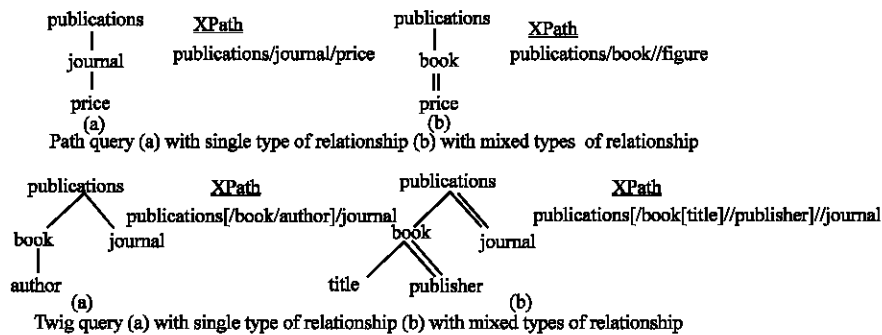 publications
journal
price
(a)
XPath
publications/journal/price
publications
book
price
(b)
XPath
publications/book//figure
Path query (a) with single type of relationship (b) with mixed types of relationship
publications
book
journal
author
(a)
XPath
publications[/book/author]/journal
publications
book
journal
title
publisher
(b)
XPath
publications[/book[title]//publisher]//journal
Twig query (a) with single type of relationship (b) with mixed types of relationship